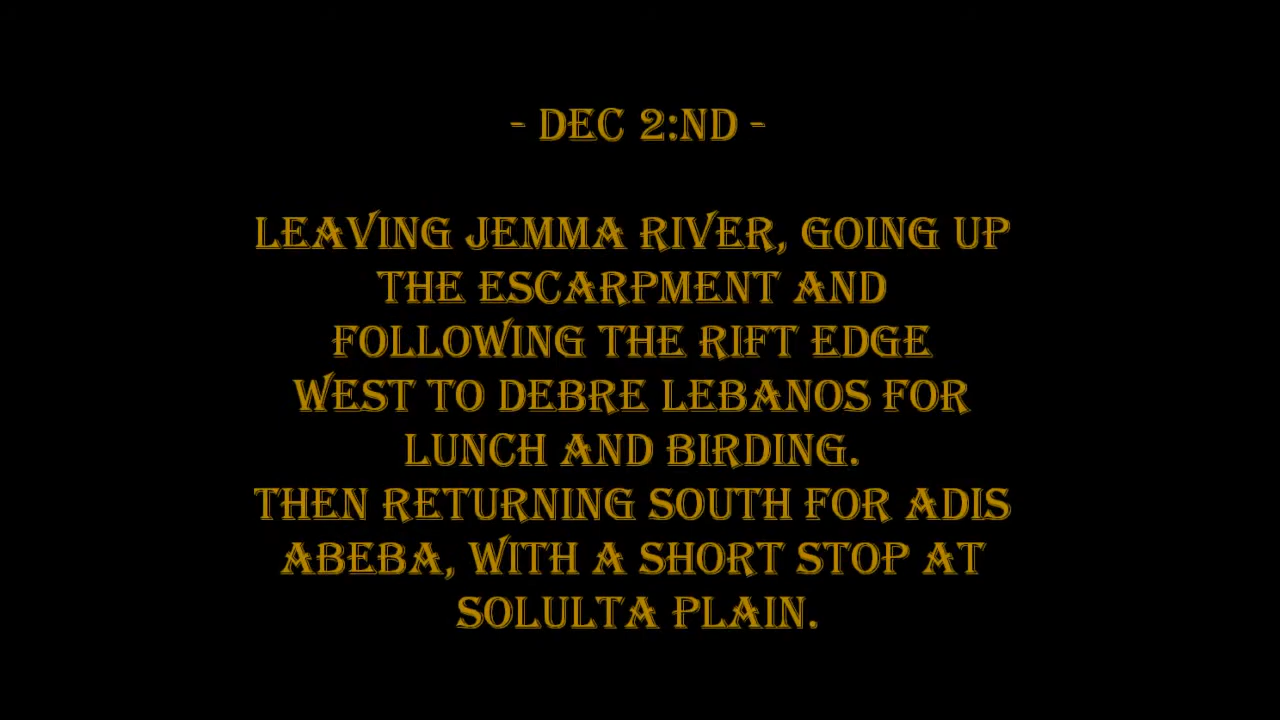 - DEC 2:ND -
LEAVING JEMMA RIVER, GOING UP
THE ESCARPMENT AND
FOLLOWING THE RIFT EDGE
WEST TO DEBRE LEBANOS FOR
LUNCH AND BIRDING.
THEN RETURNING SOUTH FOR ADIS
ABEBA, WITH A SHORT STOP AT
SOLULTA PLAIN.